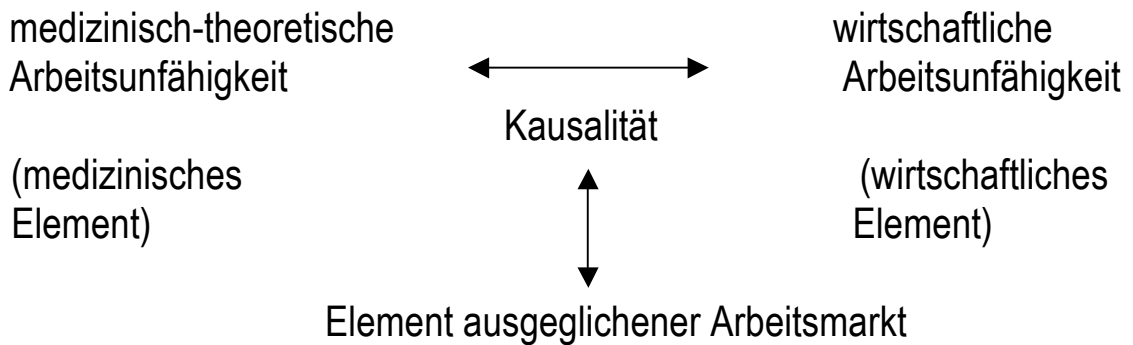 medizinisch-theoretische
Arbeitsunfähigkeit
wirtschaftliche
Arbeitsunfähigkeit
Kausalität
(medizinisches
Element)
(wirtschaftliches
Element)
Element ausgeglichener Arbeitsmarkt